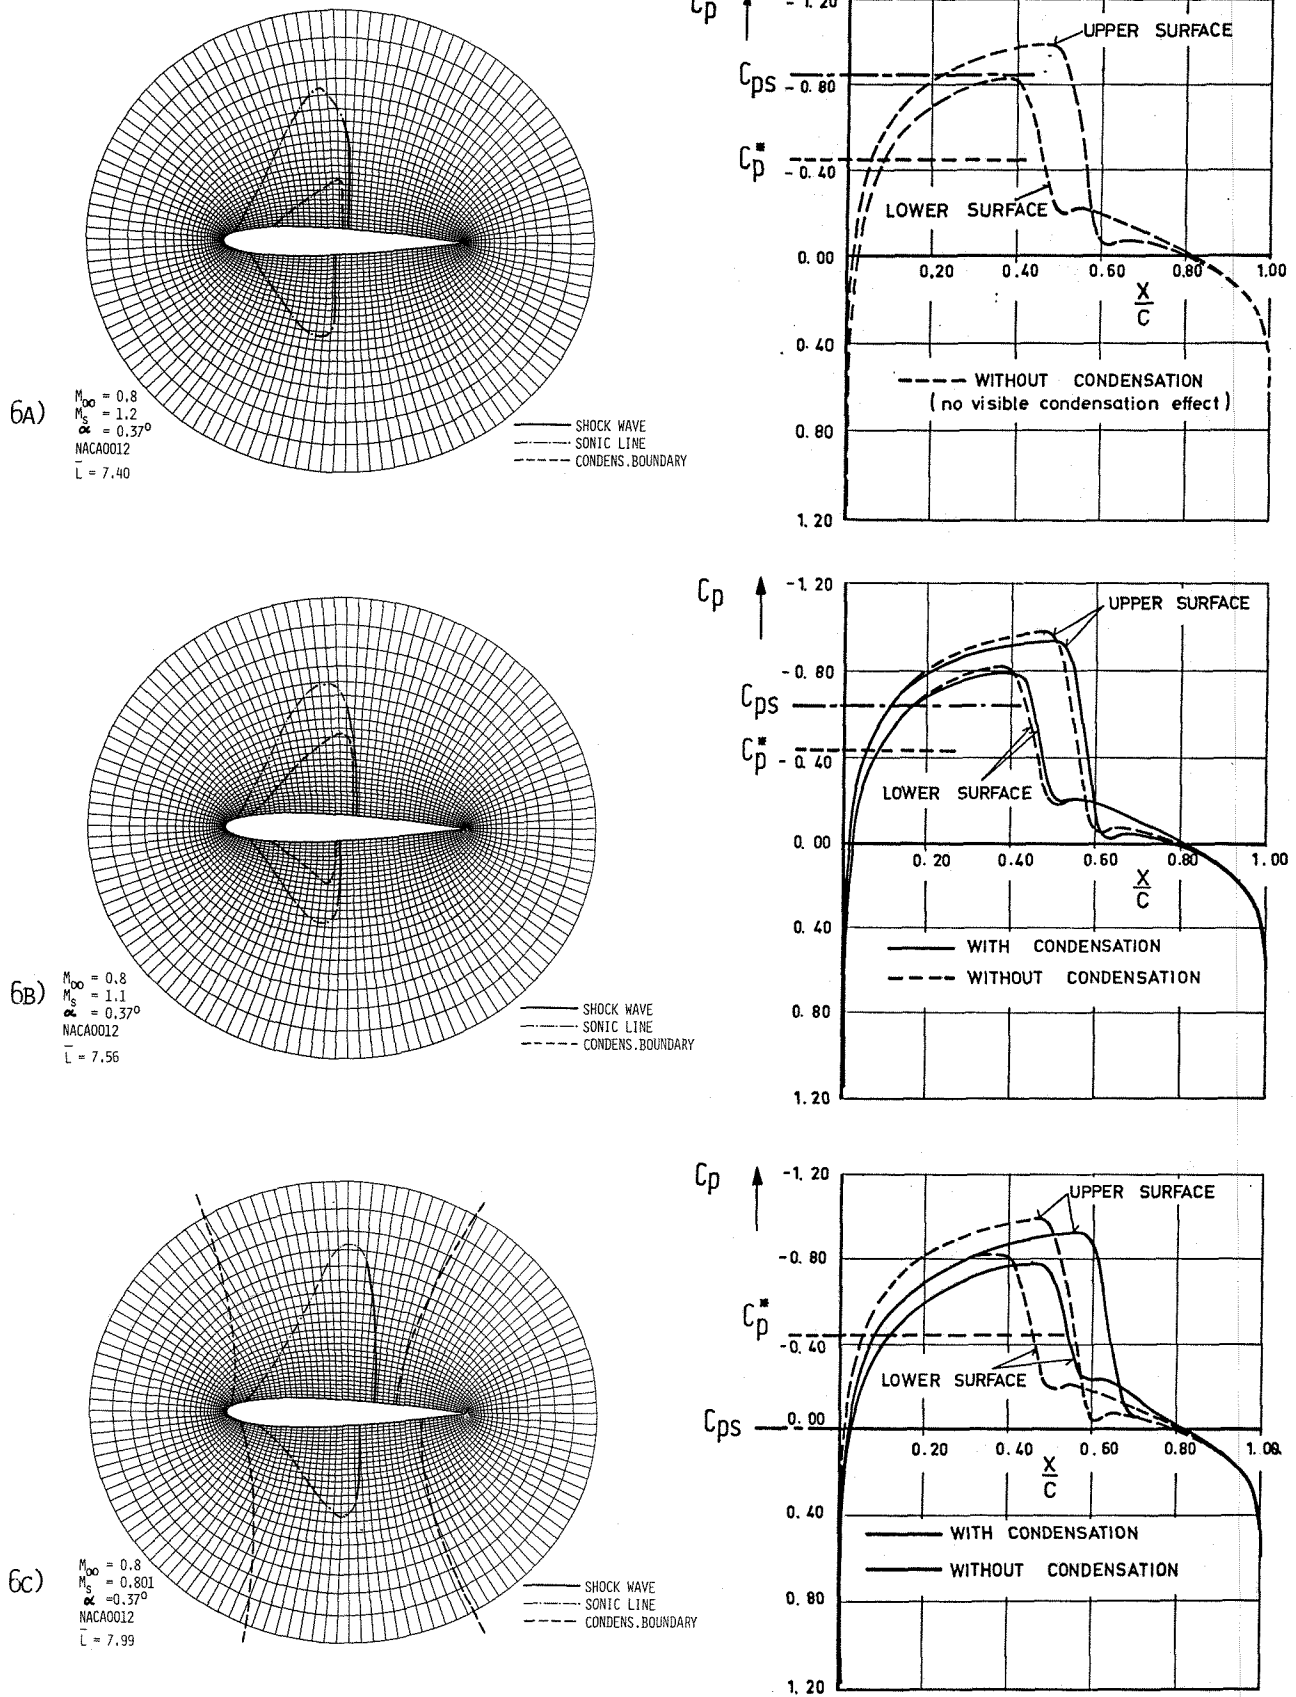 6A)
M∞ = 0.8
Ms = 1.2
α = 0.37°
NACA0012
L̄ = 7.40
SHOCK WAVE
SONIC LINE
CONDENS.BOUNDARY
Cp
- 1.20
UPPER SURFACE
Cps
- 0.80
Cp*
- 0.40
LOWER SURFACE
0.00
0.20 0.40 0.60 0.80 1.00
X
C
0.40
WITHOUT CONDENSATION
(no visible condensation effect)
0.80
1.20
6B)
M∞ = 0.8
Ms = 1.1
α = 0.37°
NACA0012
L̄ = 7.56
SHOCK WAVE
SONIC LINE
CONDENS.BOUNDARY
Cp
-1.20
UPPER SURFACE
-0.80
Cps
Cp*
-0.40
LOWER SURFACE
0.00
0.20 0.40 0.60 0.80 1.00
X
C
0.40
WITH CONDENSATION
WITHOUT CONDENSATION
0.80
1.20
6C)
M∞ = 0.8
Ms = 0.801
α =0.37°
NACA0012
L̄ = 7.99
SHOCK WAVE
SONIC LINE
CONDENS.BOUNDARY
Cp
-1.20
UPPER SURFACE
-0.80
Cp*
-0.40
LOWER SURFACE
Cps
0.00
0.20 0.40 0.60 0.80 1.00
X
C
0.40
WITH CONDENSATION
WITHOUT CONDENSATION
0.80
1.20